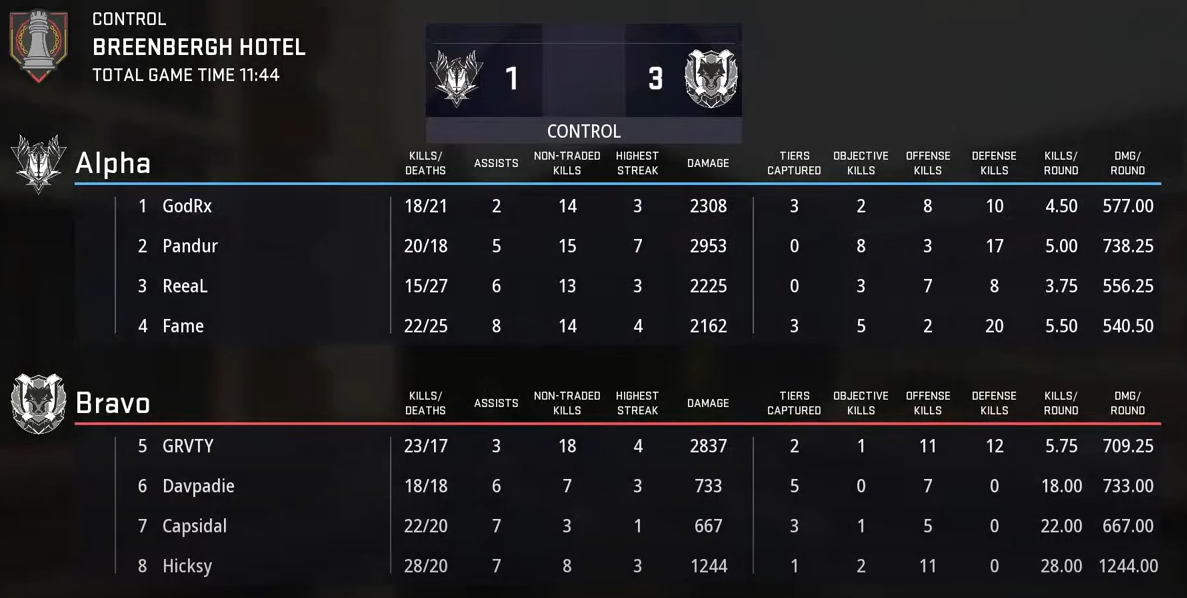 CONTROL
BREENBERGH HOTEL
TOTAL GAME TIME 11:44
1 3
CONTROL
Alpha KILLS/ DEATHS ASSISTS NON-TRADED KILLS HIGHEST STREAK DAMAGE TIERS CAPTURED OBJECTIVE KILLS OFFENSE KILLS DEFENSE KILLS KILLS/ ROUND DMG/ ROUND
1 GodRx 18/21 2 14 3 2308 3 2 8 10 4.50 577.00
2 Pandur 20/18 5 15 7 2953 0 8 3 17 5.00 738.25
3 ReeaL 15/27 6 13 3 2225 0 3 7 8 3.75 556.25
4 Fame 22/25 8 14 4 2162 3 5 2 20 5.50 540.50
Bravo KILLS/ DEATHS ASSISTS NON-TRADED KILLS HIGHEST STREAK DAMAGE TIERS CAPTURED OBJECTIVE KILLS OFFENSE KILLS DEFENSE KILLS KILLS/ ROUND DMG/ ROUND
5 GRVTY 23/17 3 18 4 2837 2 1 11 12 5.75 709.25
6 Davpadie 18/18 6 7 3 733 5 0 7 0 18.00 733.00
7 Capsidal 22/20 7 3 1 667 3 1 5 0 22.00 667.00
8 Hicksy 28/20 7 8 3 1244 1 2 11 0 28.00 1244.00